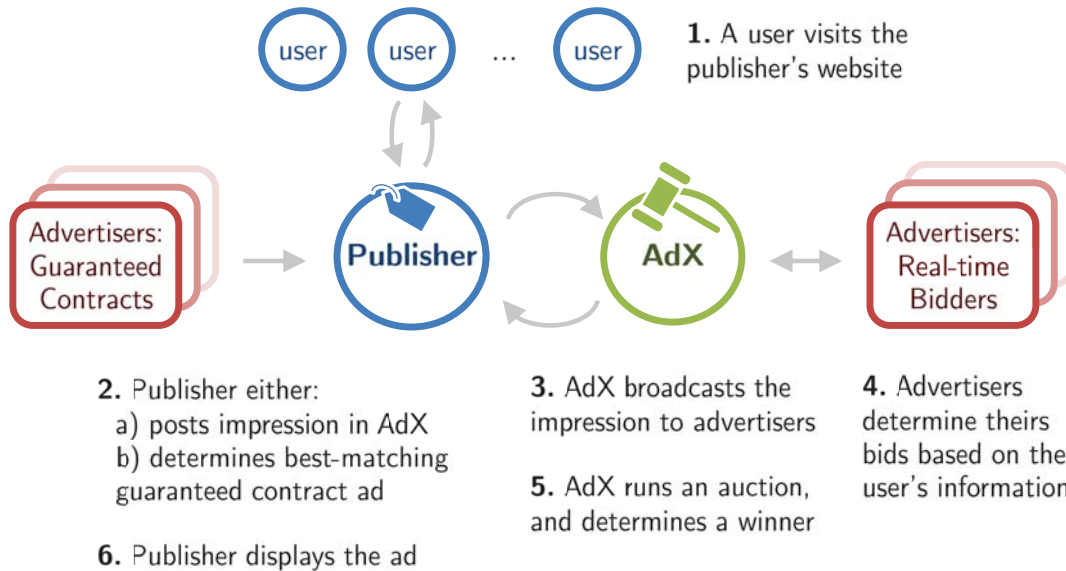 user
user
...
user
1. A user visits the
publisher's website
Advertisers:
Guaranteed
Contracts
Publisher
AdX
Advertisers:
Real-time
Bidders
2. Publisher either:
a) posts impression in AdX
b) determines best-matching
guaranteed contract ad
6. Publisher displays the ad
3. AdX broadcasts the
impression to advertisers
5. AdX runs an auction,
and determines a winner
4. Advertisers
determine theirs
bids based on the
user's information